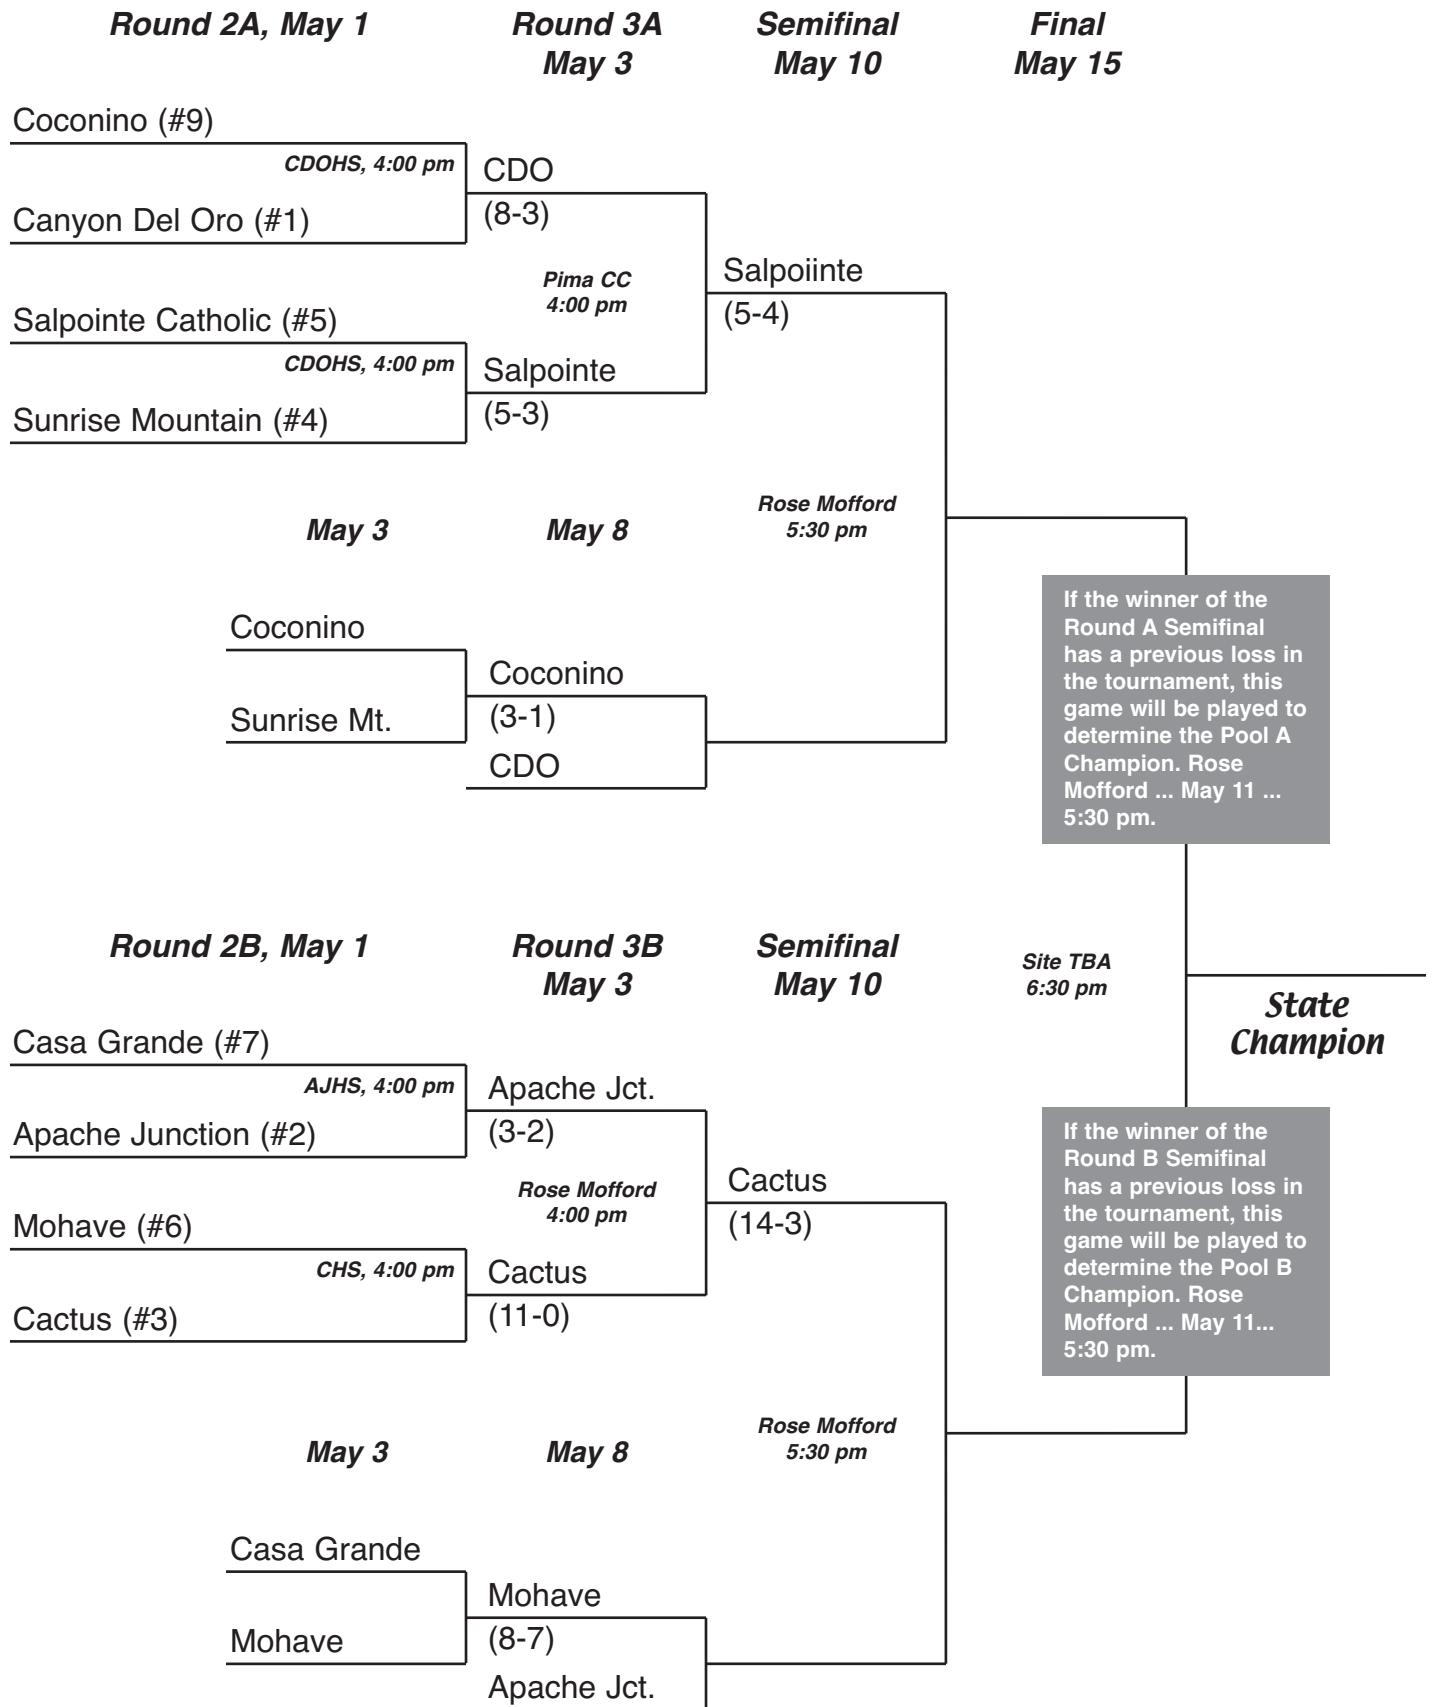 Round 2A, May 1
Round 3A
May 3
Semifinal
May 10
Final
May 15
Coconino (#9)
CDOHS, 4:00 pm
Canyon Del Oro (#1)
CDO
(8-3)
Pima CC
4:00 pm
Salpoiinte
(5-4)
Salpointe Catholic (#5)
CDOHS, 4:00 pm
Sunrise Mountain (#4)
Salpointe
(5-3)
Rose Mofford
5:30 pm
May 3
May 8
Coconino
Sunrise Mt.
Coconino
(3-1)
CDO
If the winner of the
Round A Semifinal
has a previous loss in
the tournament, this
game will be played to
determine the Pool A
Champion. Rose
Mofford ... May 11 ...
5:30 pm.
Round 2B, May 1
Round 3B
May 3
Semifinal
May 10
Site TBA
6:30 pm
State
Champion
Casa Grande (#7)
AJHS, 4:00 pm
Apache Junction (#2)
Apache Jct.
(3-2)
Rose Mofford
4:00 pm
Cactus
(14-3)
Mohave (#6)
CHS, 4:00 pm
Cactus (#3)
Cactus
(11-0)
If the winner of the
Round B Semifinal
has a previous loss in
the tournament, this
game will be played to
determine the Pool B
Champion. Rose
Mofford ... May 11...
5:30 pm.
Rose Mofford
5:30 pm
May 3
May 8
Casa Grande
Mohave
Mohave
(8-7)
Apache Jct.